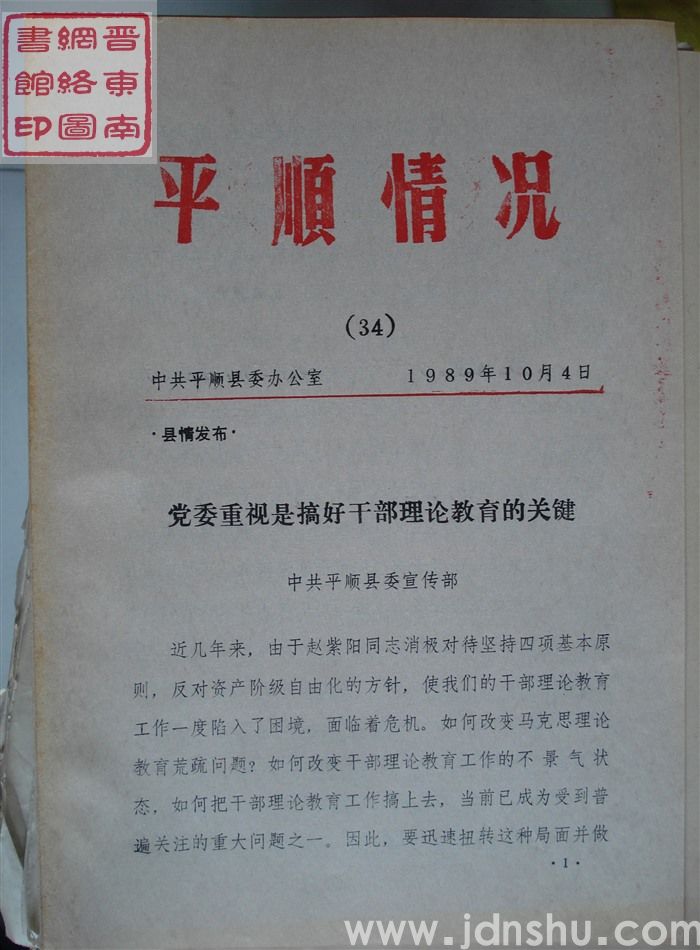 晋东南
網絡圖
書館印
平顺情况
(34)
中共平顺县委办公室 1989年10月4日
·县情发布·
党委重视是搞好干部理论教育的关键
中共平顺县委宣传部
近几年来，由于赵紫阳同志消极对待坚持四项基本原
则，反对资产阶级自由化的方针，使我们的干部理论教育
工作一度陷入了困境，面临着危机。如何改变马克思理论
教育荒疏问题？如何改变干部理论教育工作的不景气状
态，如何把干部理论教育工作搞上去，当前已成为受到普
遍关注的重大问题之一。因此，要迅速扭转这种局面并做
·1·
www.jdnshu.com